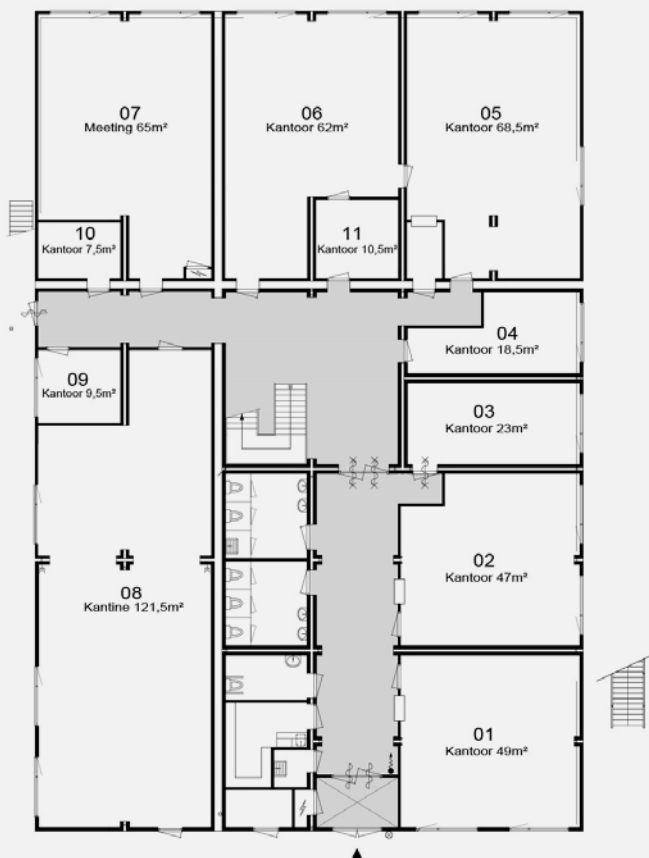 07
Meeting 65m²
06
Kantoor 62m²
05
Kantoor 68,5m²
10
Kantoor 7,5m²
11
Kantoor 10,5m²
04
Kantoor 18,5m²
09
Kantoor 9,5m²
03
Kantoor 23m²
02
Kantoor 47m²
08
Kantine 121,5m²
01
Kantoor 49m²